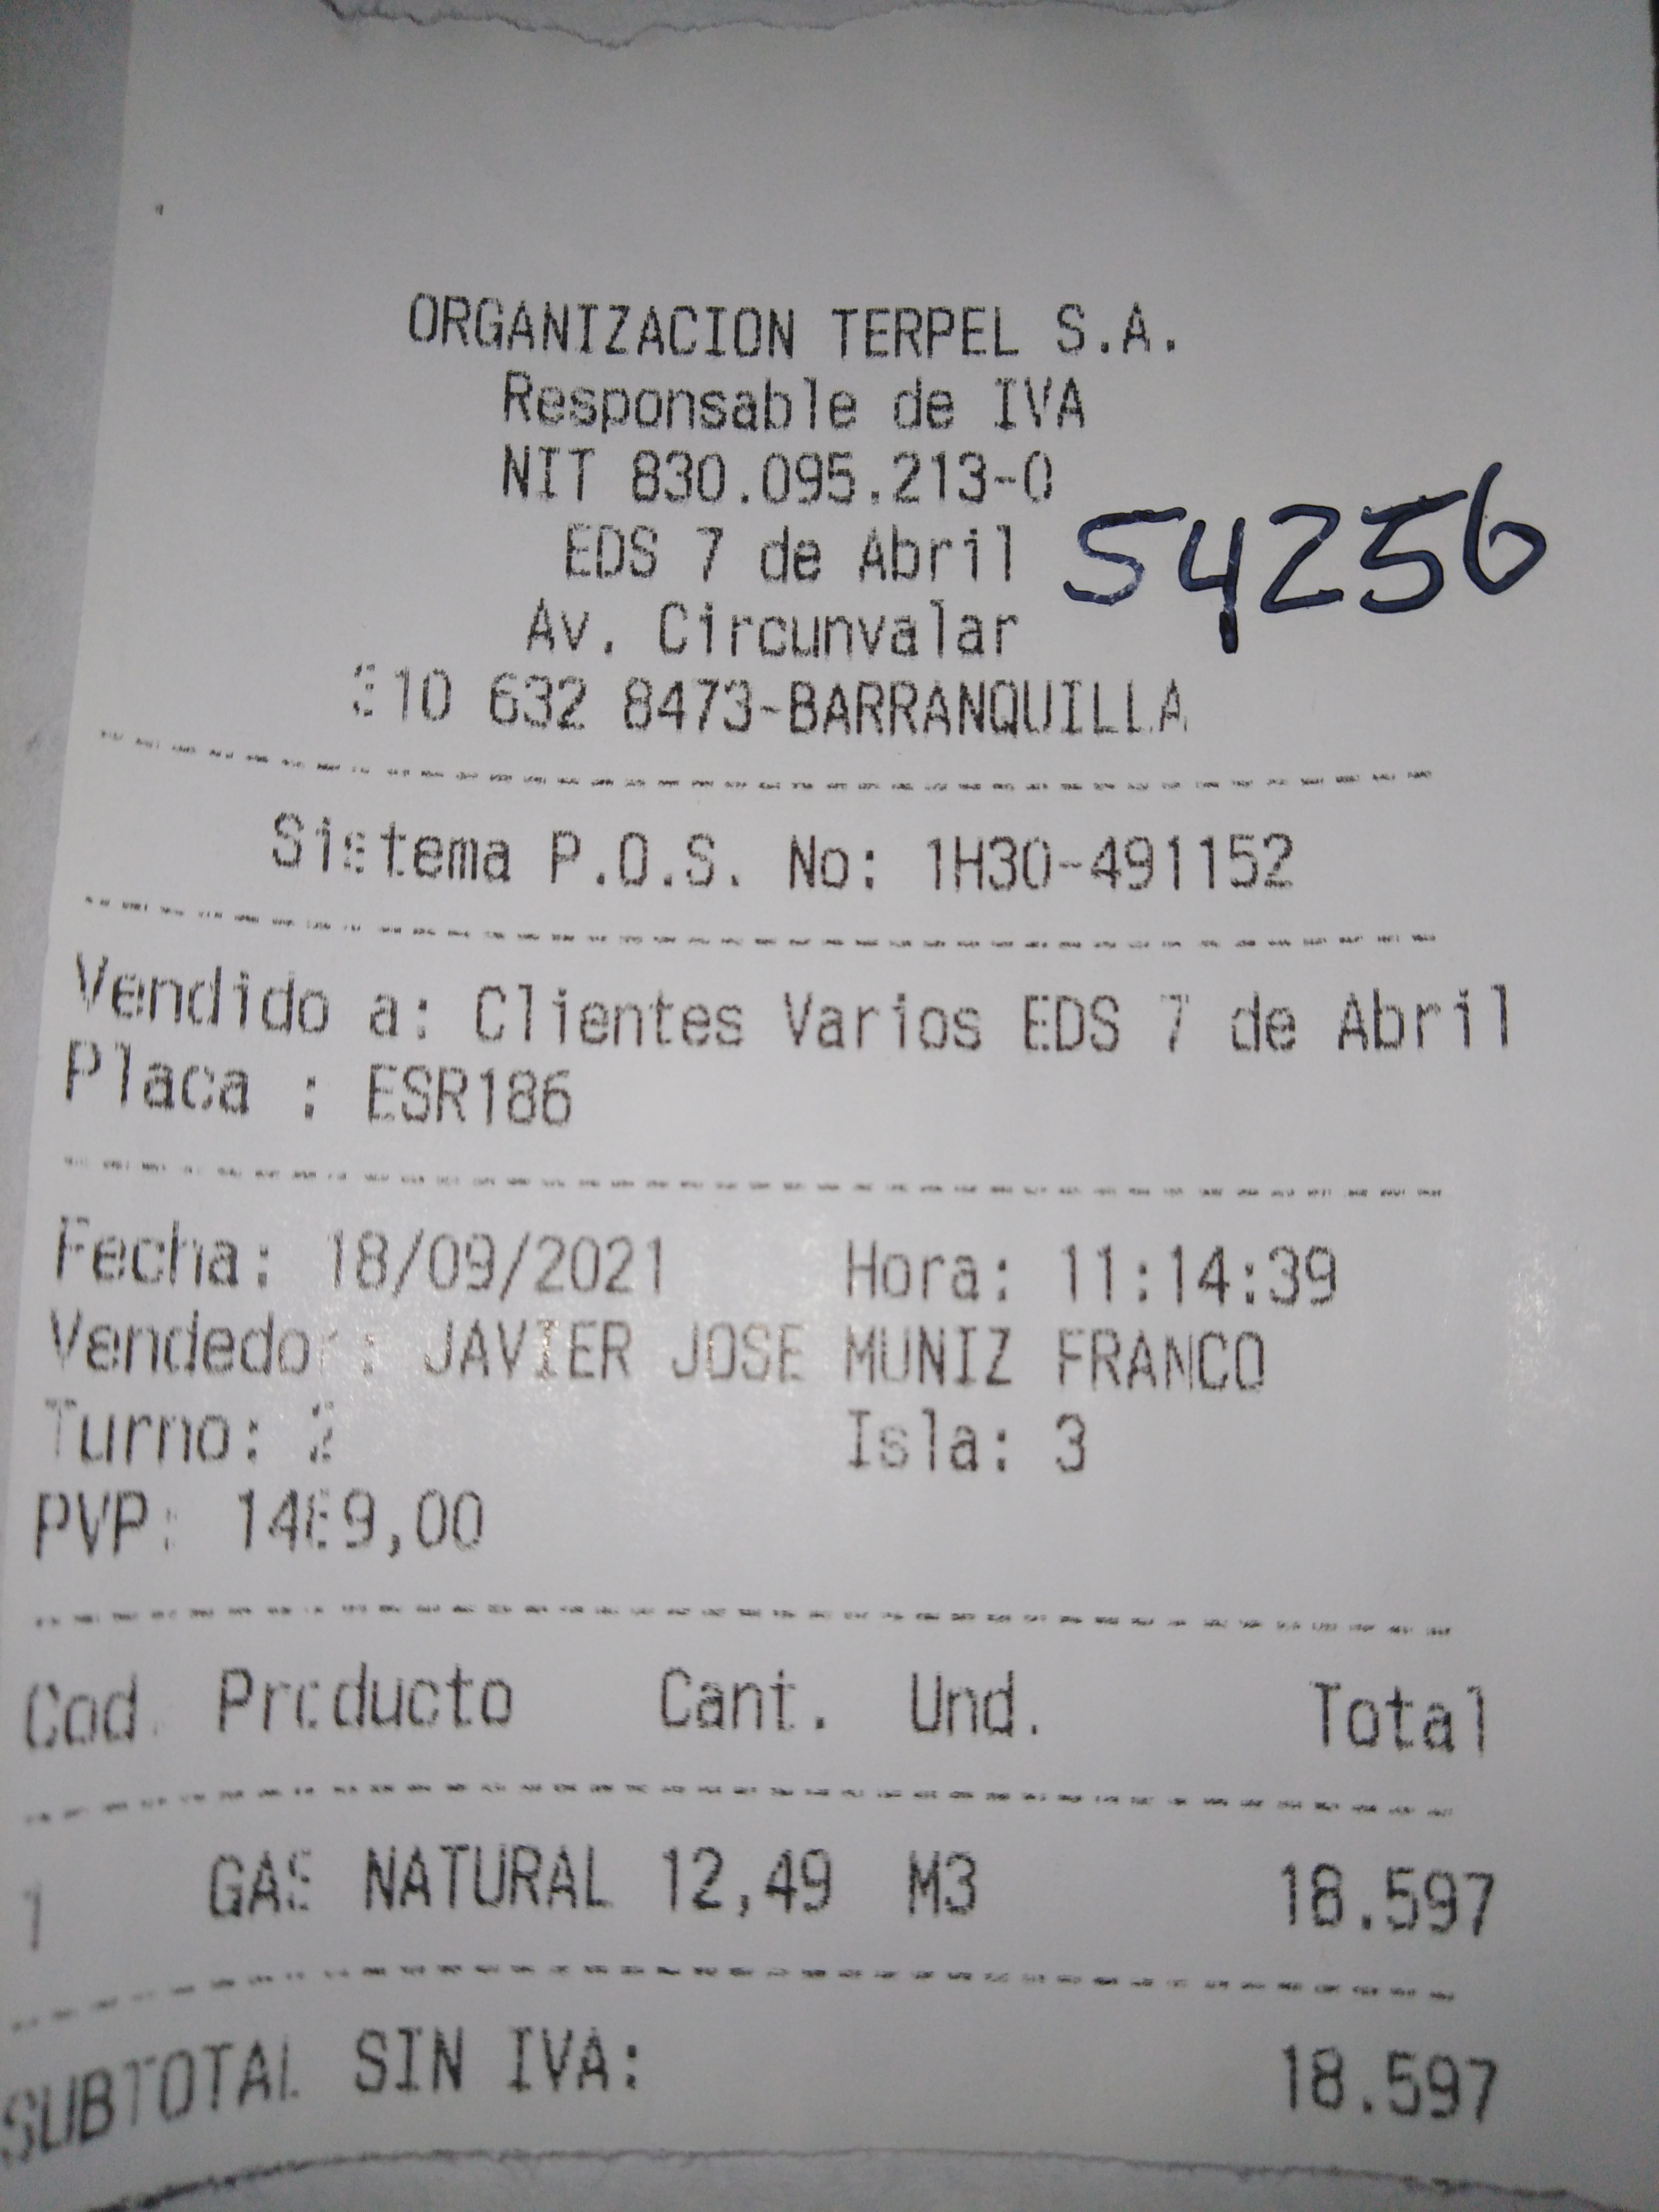 ORGANIZACION TERPEL S.A.
Responsable de IVA
NIT 830.095.213-0
EDS 7 de Abril
54256
Av. Circunvalar
310 632 8473-BARRANQUILLA
Sistema P.O.S. No: 1H30-491152
Vendido a: Clientes Varios EDS 7 de Abril
Placa : ESR186
Fecha: 18/09/2021 Hora: 11:14:39
Vendedor: JAVIER JOSE MUNIZ FRANCO
Turno: 2 Isla: 3
PVP: 1489,00
Cod. Producto Cant. Und. Total
1 GAS NATURAL 12,49 M3 18.597
SUBTOTAL SIN IVA: 18.597